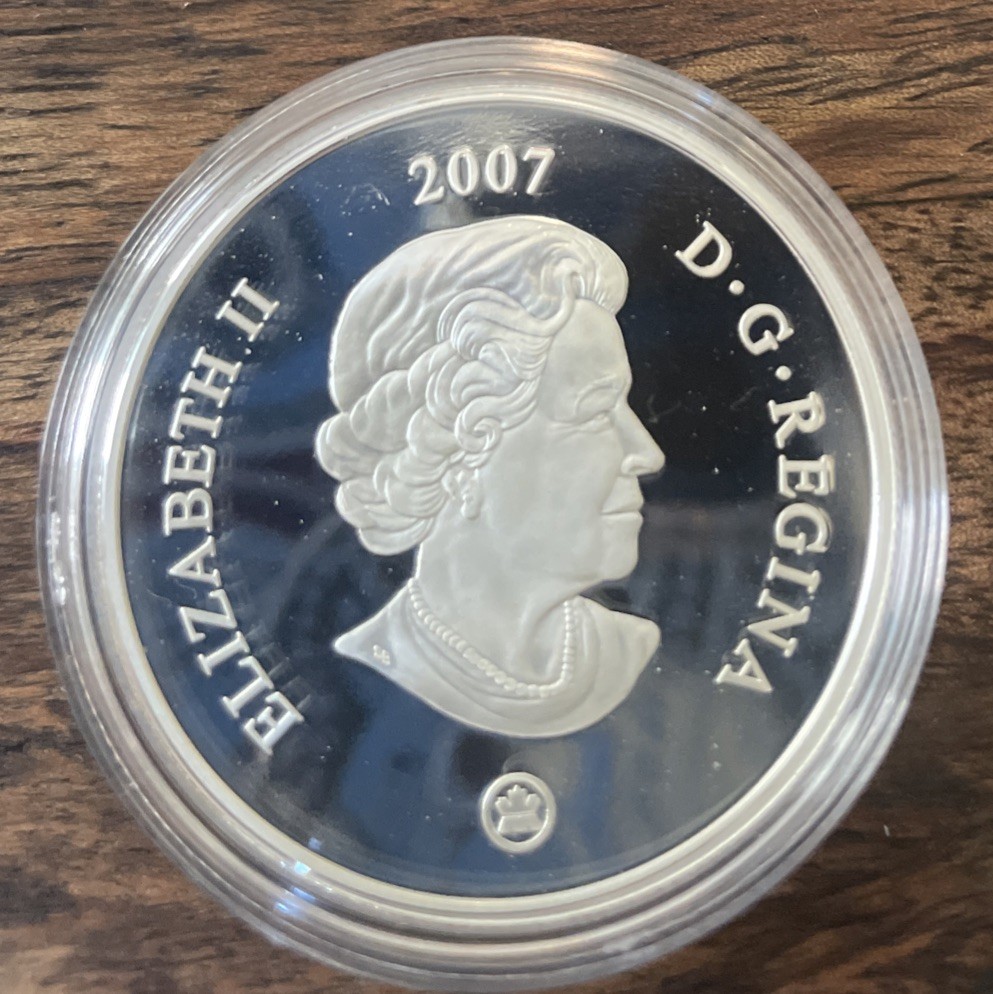 2007
ELIZABETH II
D·G·REGINA